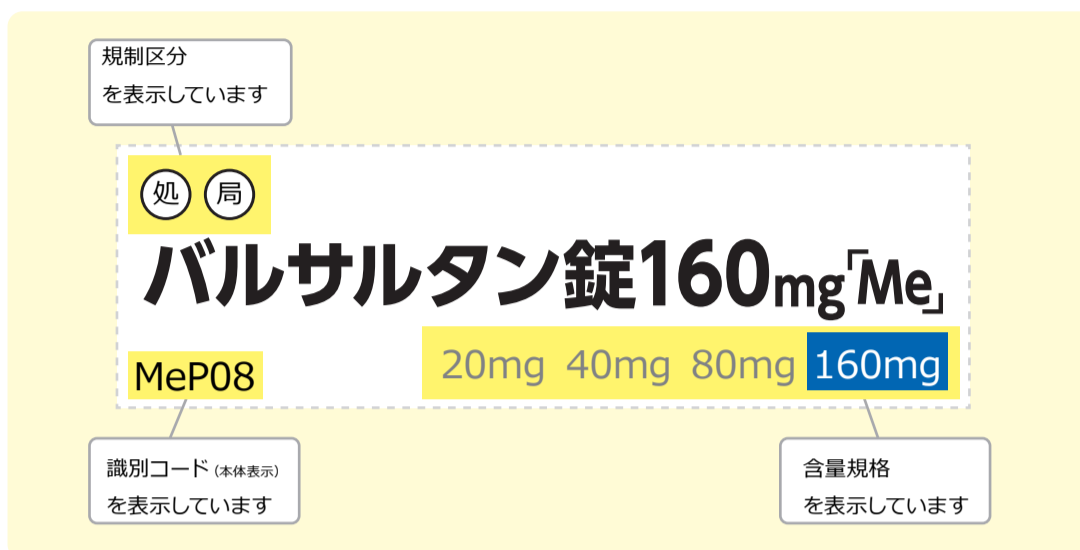 規制区分
を表示しています
処 局
バルサルタン錠160mg「Me」
MeP08
20mg 40mg 80mg 160mg
識別コード(本体表示)
を表示しています
含量規格
を表示しています